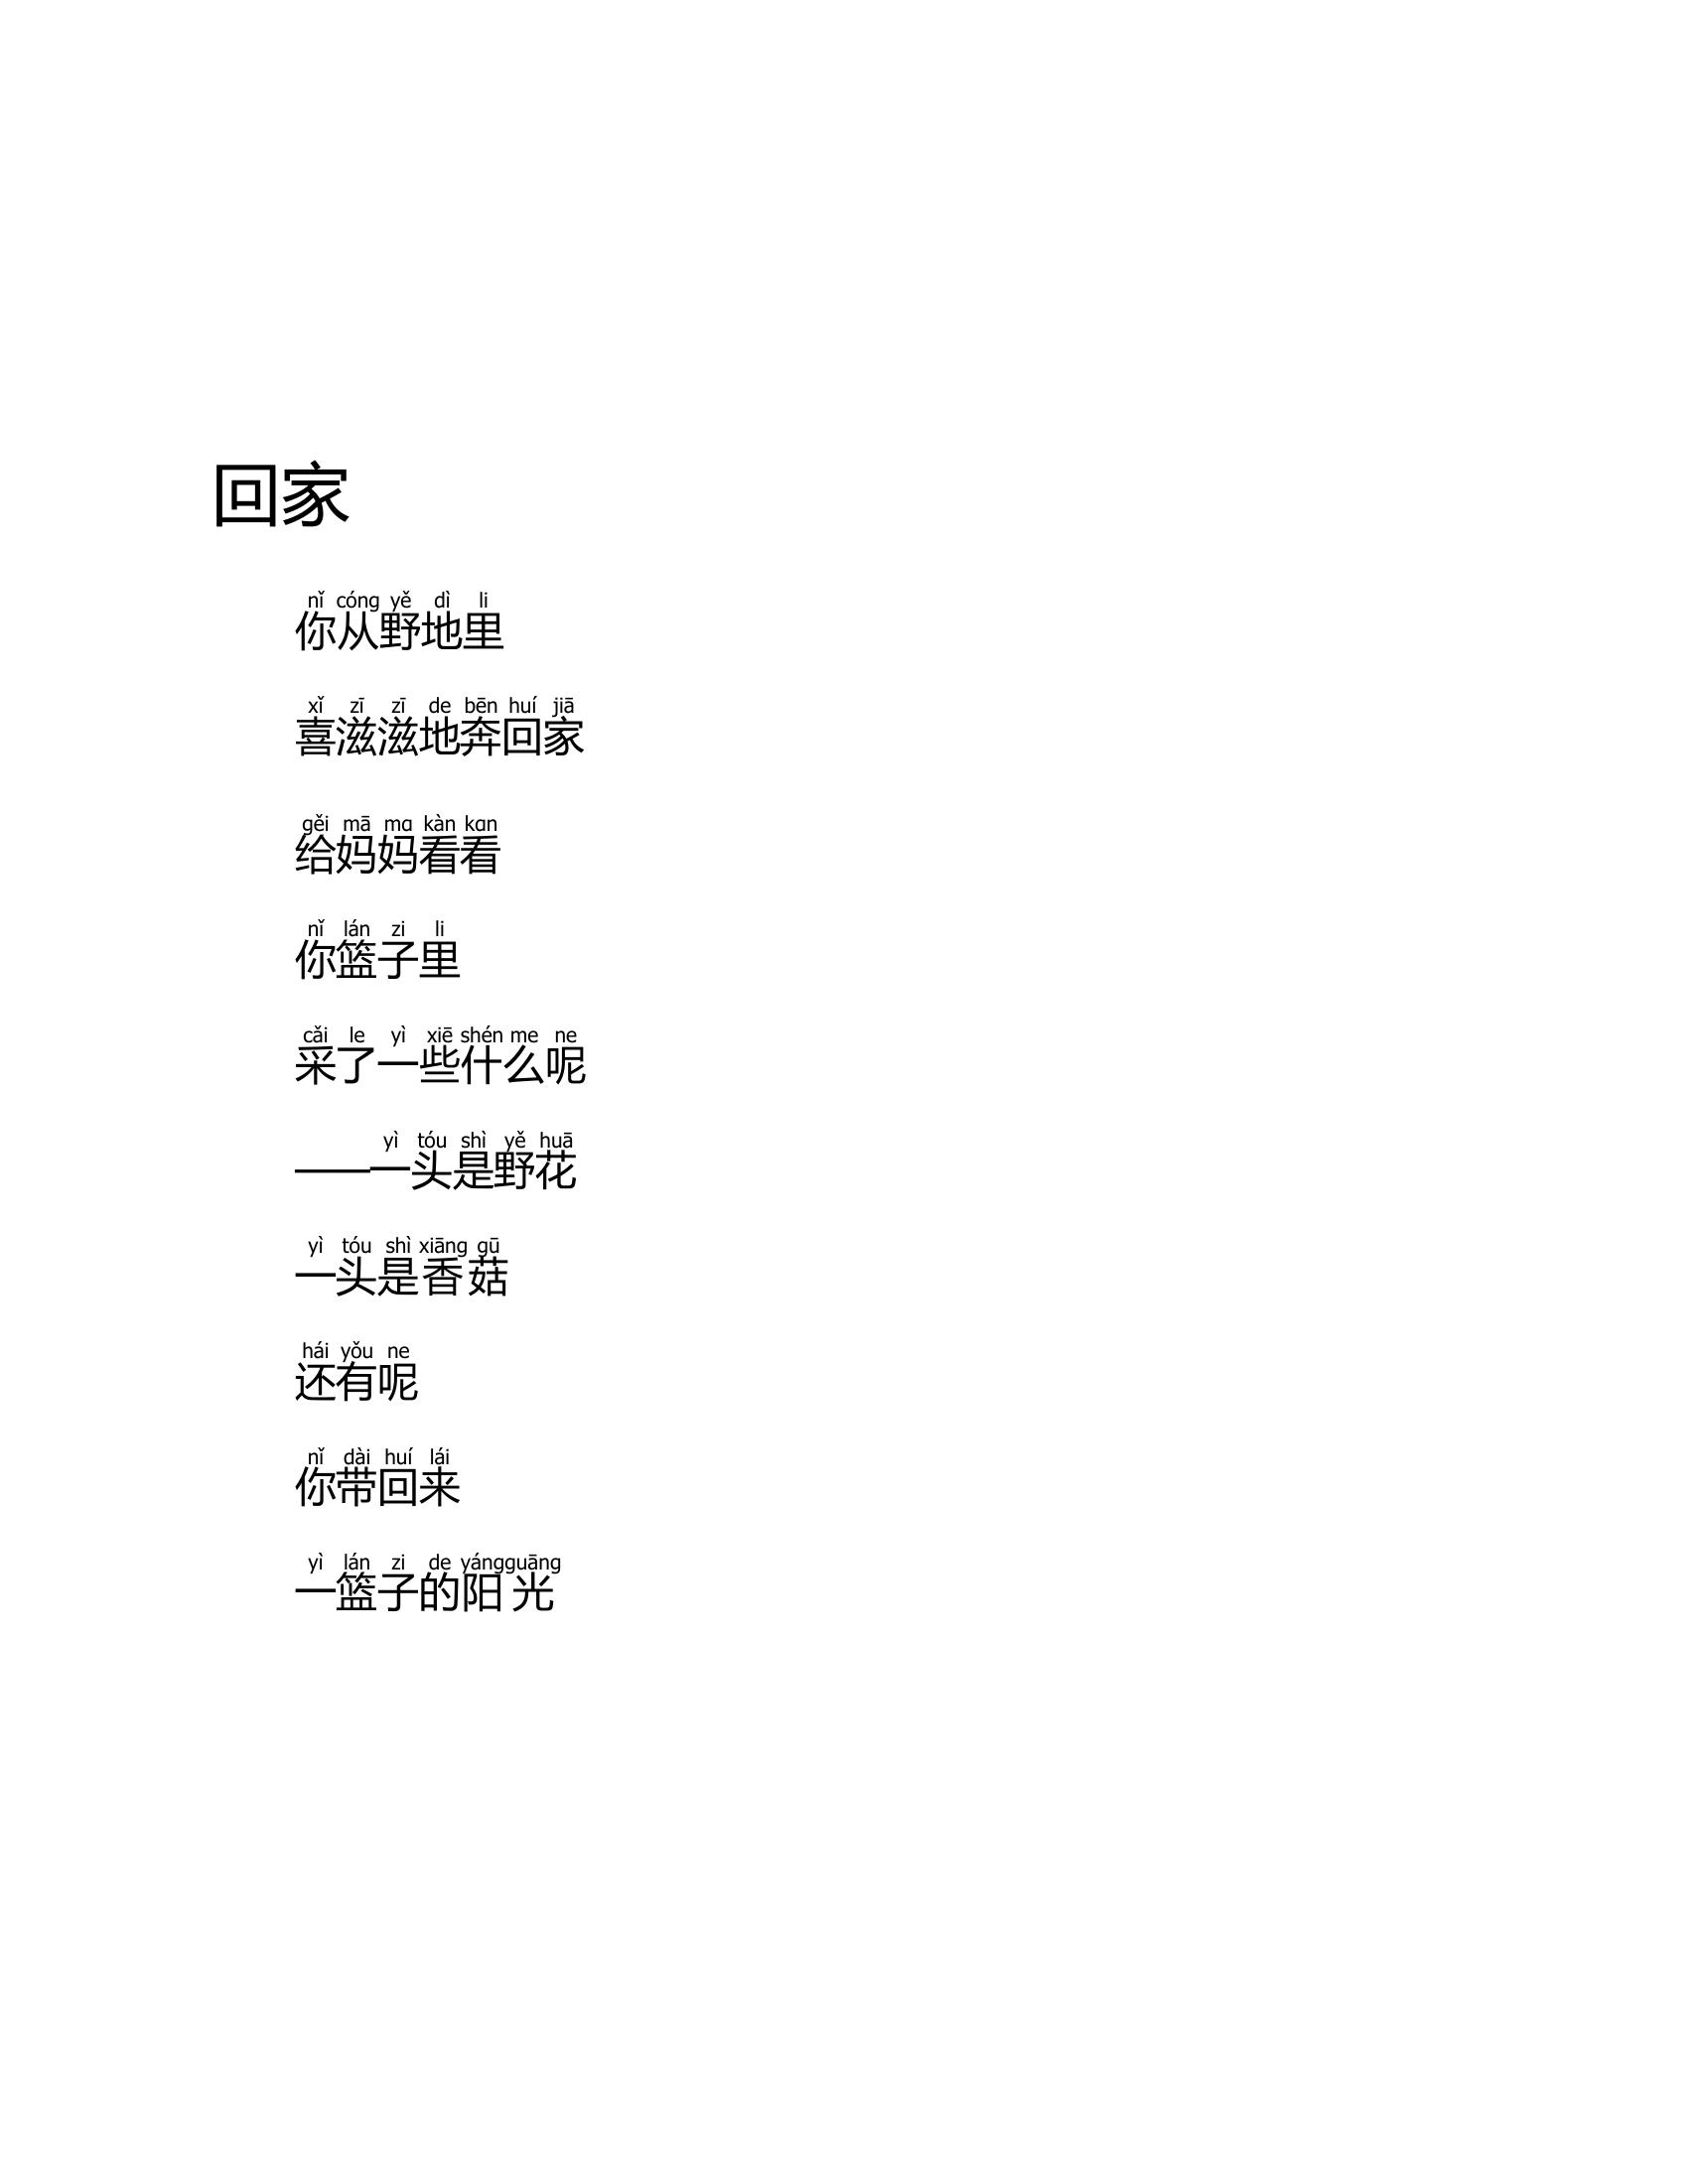 回家
nǐ cóng yě dì li
你从野地里
xǐ zī zī de bēn huí jiā
喜滋滋地奔回家
gěi mā mɑ kàn kɑn
给妈妈看看
nǐ lán zi li
你篮子里
cǎi le yì xiē shén me ne
采了一些什么呢
yì tóu shì yě huā
——一头是野花
yì tóu shì xiāng gū
一头是香菇
hái yǒu ne
还有呢
nǐ dài huí lái
你带回来
yì lán zi de yángguāng
一篮子的阳光